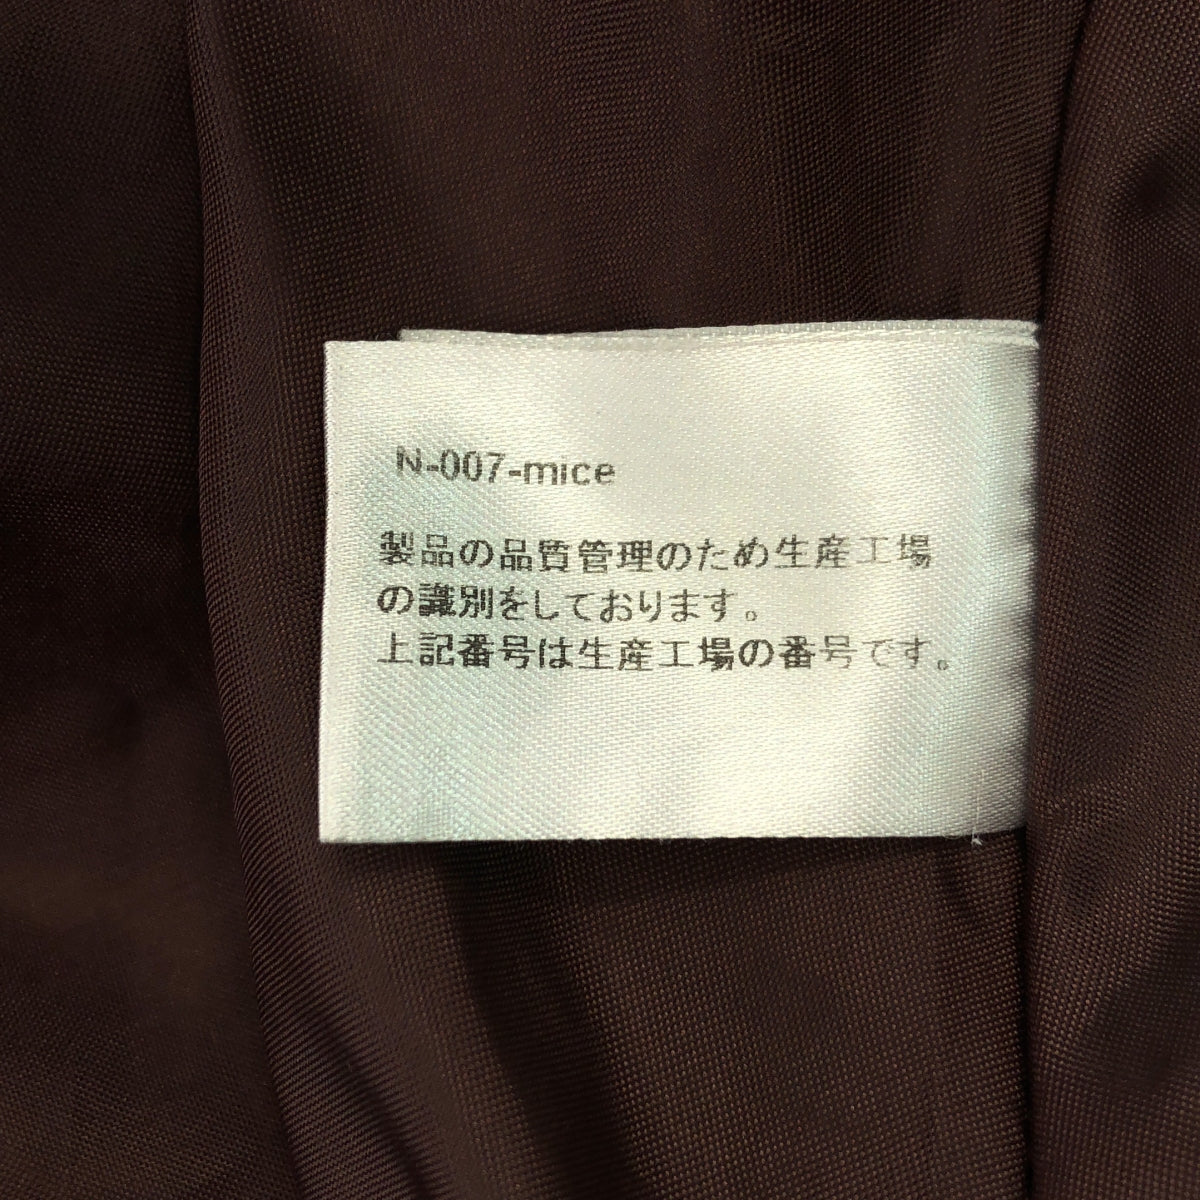 N-007-mice
製品の品質管理のため生産工場
の識別をしております。
上記番号は生産工場の番号です。